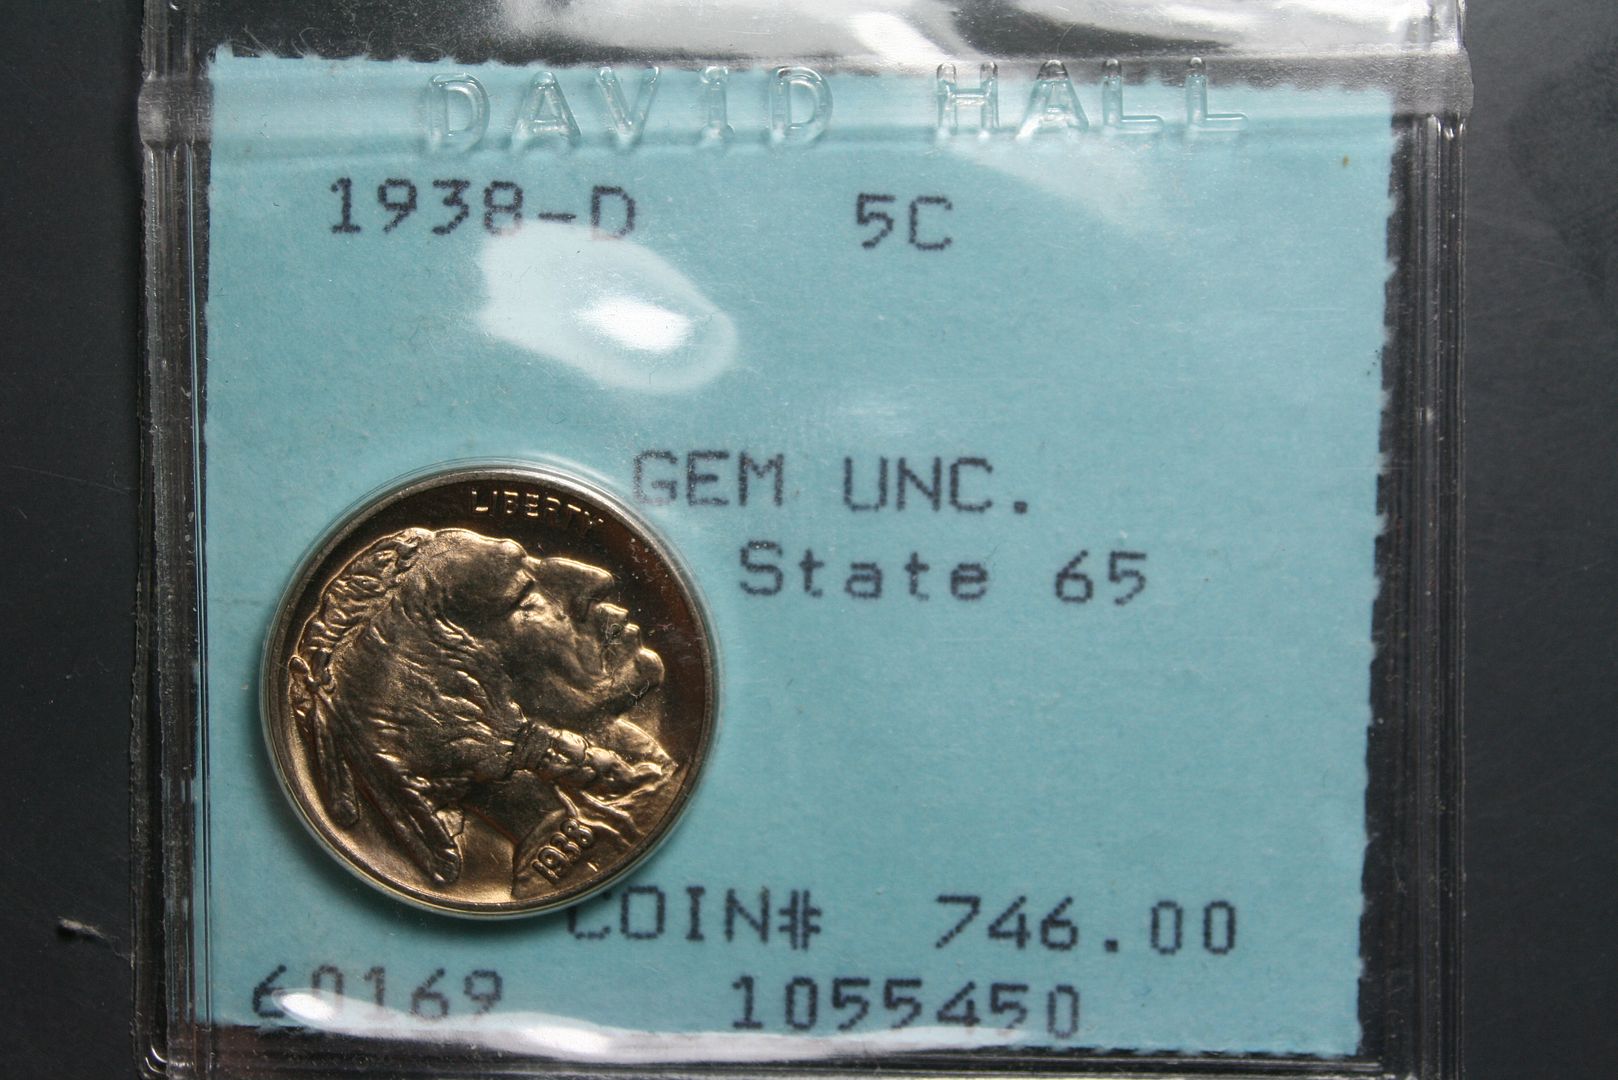 DAVID HALL
1938-D 5C
GEM UNC.
State 65
LIBERTY
1938
COIN# 746.00
60169 1055450